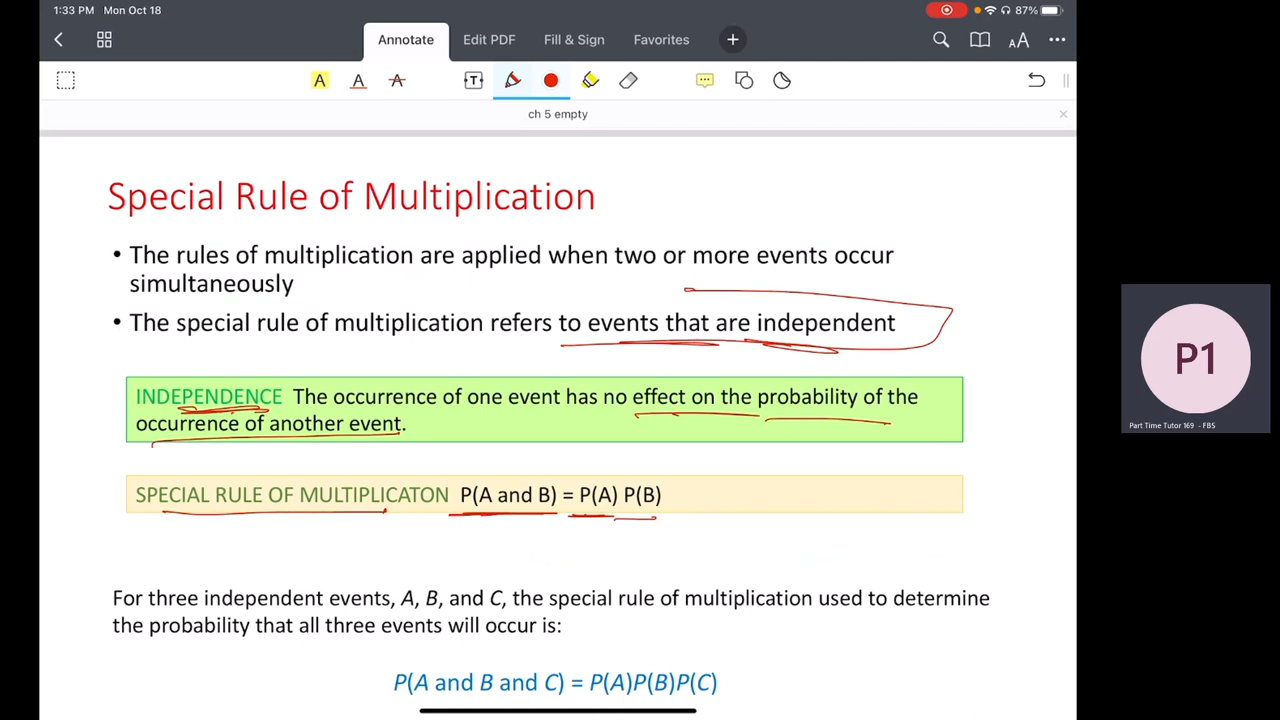 1:33 PM Mon Oct 18
87%
Annotate Edit PDF Fill & Sign Favorites
AA
A A A T
ch 5 empty
Special Rule of Multiplication
• The rules of multiplication are applied when two or more events occur
simultaneously
• The special rule of multiplication refers to events that are independent
INDEPENDENCE The occurrence of one event has no effect on the probability of the
occurrence of another event.
SPECIAL RULE OF MULTIPLICATON P(A and B) = P(A) P(B)
For three independent events, A, B, and C, the special rule of multiplication used to determine
the probability that all three events will occur is:
P(A and B and C) = P(A)P(B)P(C)
P1
Part Time Tutor 169 - FBS